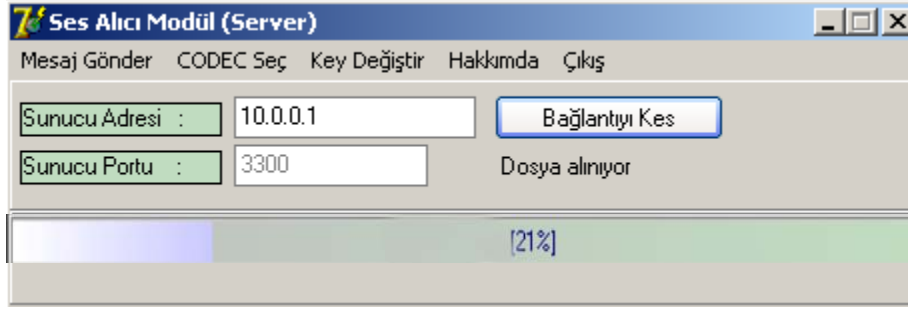 Ses Alıcı Modül (Server)
Mesaj Gönder CODEC Seç Key Değiştir Hakkımda Çıkış
Sunucu Adresi : 10.0.0.1 Bağlantıyı Kes
Sunucu Portu : 3300 Dosya alınıyor
[21%]